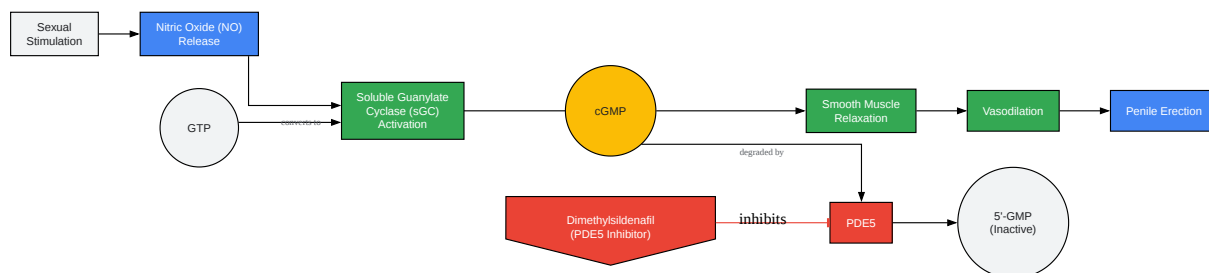 Sexual
Stimulation
Nitric Oxide (NO)
Release
GTP
converts to
Soluble Guanylate
Cyclase (sGC)
Activation
cGMP
Smooth Muscle
Relaxation
Vasodilation
Penile Erection
degraded by
Dimethylsildenafil
(PDE5 Inhibitor)
inhibits
PDE5
5'-GMP
(Inactive)